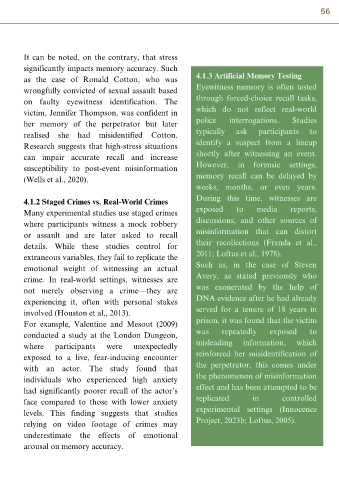 56
It can be noted, on the contrary, that stress
significantly impacts memory accuracy. Such
as the case of Ronald Cotton, who was
wrongfully convicted of sexual assault based
on faulty eyewitness identification. The
victim, Jennifer Thompson, was confident in
her memory of the perpetrator but later
realised she had misidentified Cotton.
Research suggests that high-stress situations
can impair accurate recall and increase
susceptibility to post-event misinformation
(Wells et al., 2020).
4.1.2 Staged Crimes vs. Real-World Crimes
Many experimental studies use staged crimes
where participants witness a mock robbery
or assault and are later asked to recall
details. While these studies control for
extraneous variables, they fail to replicate the
emotional weight of witnessing an actual
crime. In real-world settings, witnesses are
not merely observing a crime—they are
experiencing it, often with personal stakes
involved (Houston et al., 2013).
For example, Valentine and Mesout (2009)
conducted a study at the London Dungeon,
where participants were unexpectedly
exposed to a live, fear-inducing encounter
with an actor. The study found that
individuals who experienced high anxiety
had significantly poorer recall of the actor's
face compared to those with lower anxiety
levels. This finding suggests that studies
relying on video footage of crimes may
underestimate the effects of emotional
arousal on memory accuracy.
4.1.3 Artificial Memory Testing
Eyewitness memory is often tested
through forced-choice recall tasks,
which do not reflect real-world
police interrogations. Studies
typically ask participants to
identify a suspect from a lineup
shortly after witnessing an event.
However, in forensic settings,
memory recall can be delayed by
weeks, months, or even years.
During this time, witnesses are
exposed to media reports,
discussions, and other sources of
misinformation that can distort
their recollections (Frenda et al.,
2011; Loftus et al., 1978).
Such as, in the case of Steven
Avery, as stated previously who
was exonerated by the help of
DNA evidence after he had already
served for a tenure of 18 years in
prison, it was found that the victim
was repeatedly exposed to
misleading information, which
reinforced her misidentification of
the perpetrator, this comes under
the phenomenon of misinformation
effect and has been attempted to be
replicated in controlled
experimental settings (Innocence
Project, 2023b; Loftus, 2005).